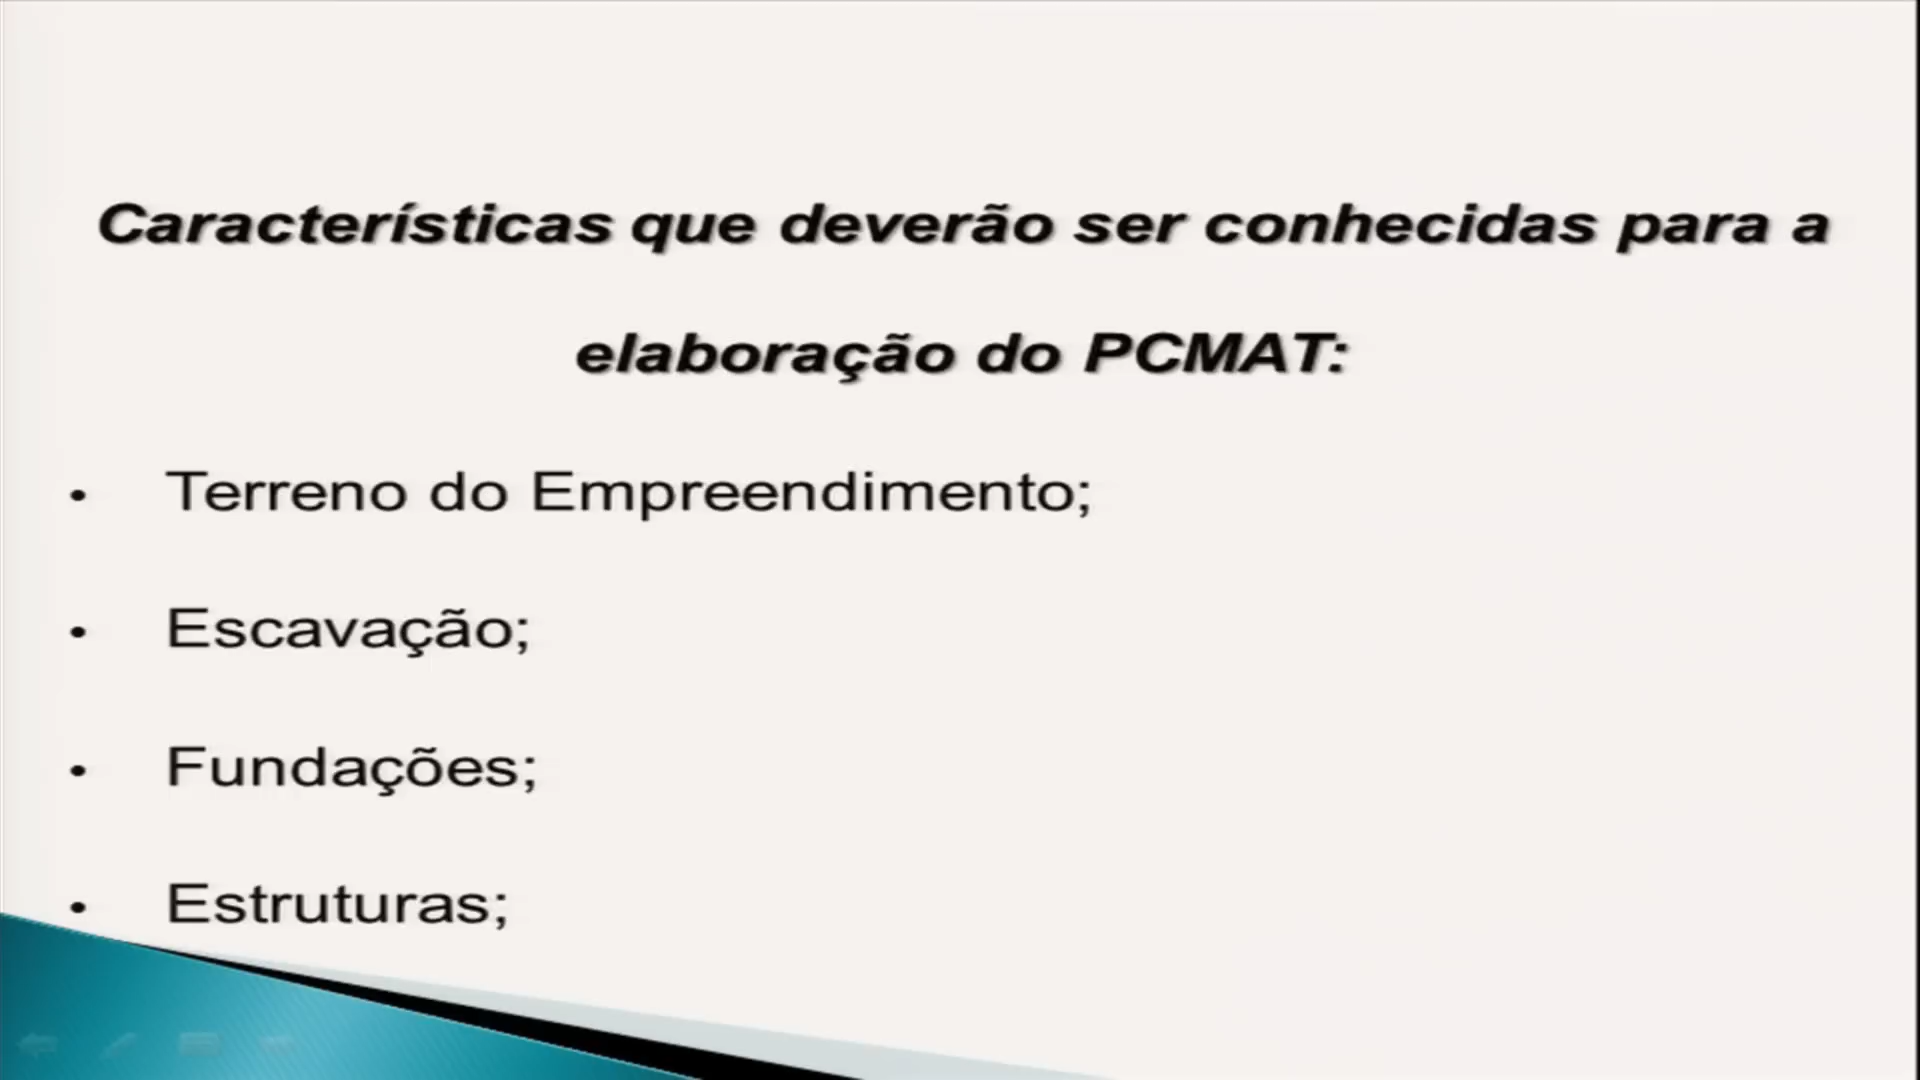 Características que deverão ser conhecidas para a
elaboração do PCMAT:
• Terreno do Empreendimento;
• Escavação;
• Fundações;
• Estruturas;